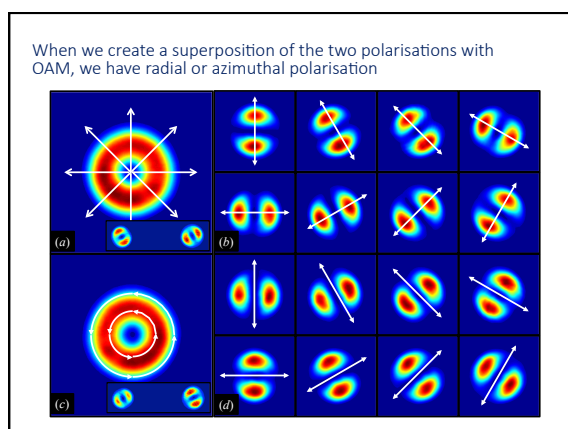 When we create a superposition of the two polarisations with
OAM, we have radial or azimuthal polarisation
(a)
(b)
(c)
(d)